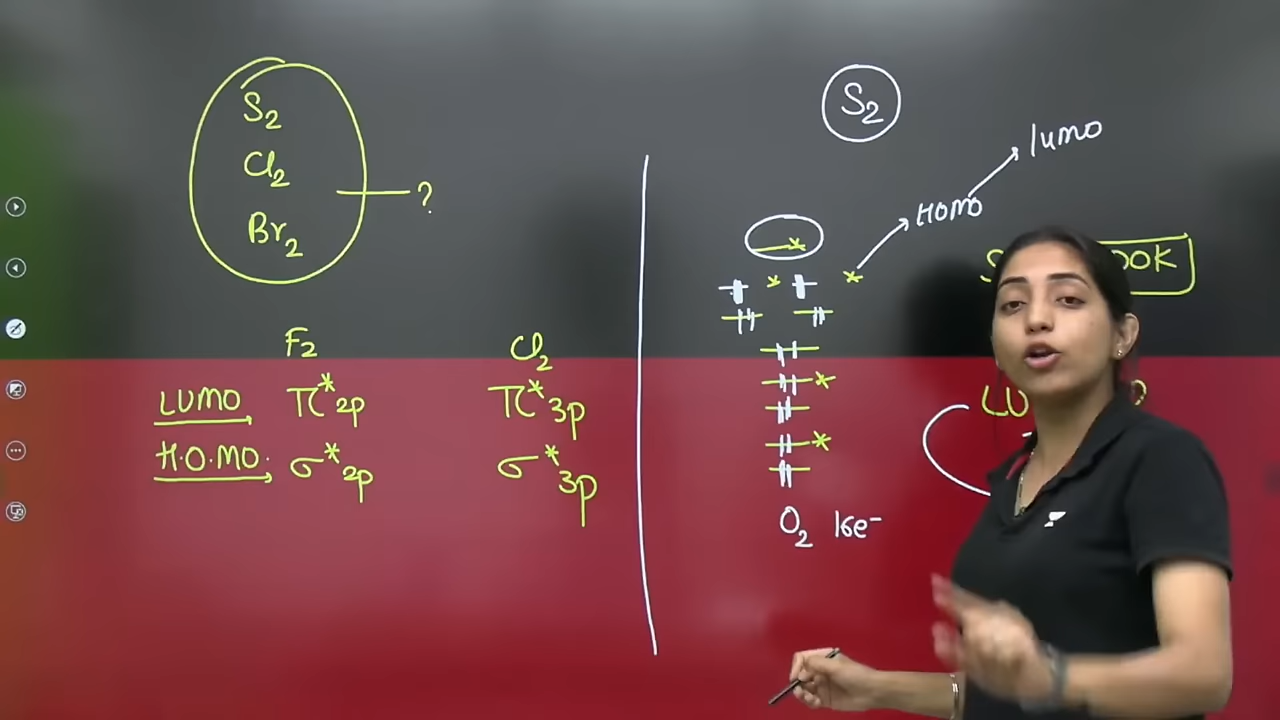 S₂
Cl₂
Br₂
?
F₂ Cl₂
LUMO π*2p π*3p
H.O.MO. σ*2p σ*3p
S₂
LUMO
HOMO
O₂ 16e⁻